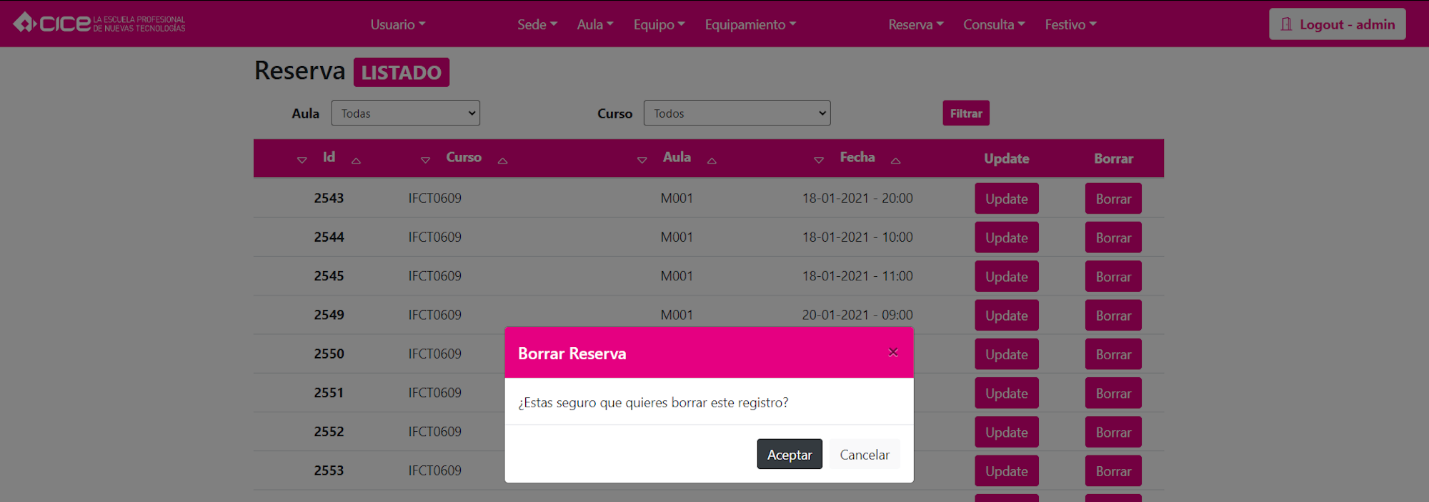 CICE LA ESCUELA PROFESIONAL DE NUEVAS TECNOLOGÍAS
Usuario Sede Aula Equipo Equipamiento Reserva Consulta Festivo Logout - admin
Reserva LISTADO
Aula Todas Curso Todos Filtrar
Id Curso Aula Fecha Update Borrar
2543 IFCT0609 M001 18-01-2021 - 20:00 Update Borrar
2544 IFCT0609 M001 18-01-2021 - 10:00 Update Borrar
2545 IFCT0609 M001 18-01-2021 - 11:00 Update Borrar
2549 IFCT0609 M001 20-01-2021 - 09:00 Update Borrar
2550 IFCT0609 Update Borrar
2551 IFCT0609 Update Borrar
2552 IFCT0609 Update Borrar
2553 IFCT0609 Update Borrar
Borrar Reserva ×
¿Estas seguro que quieres borrar este registro?
Aceptar Cancelar